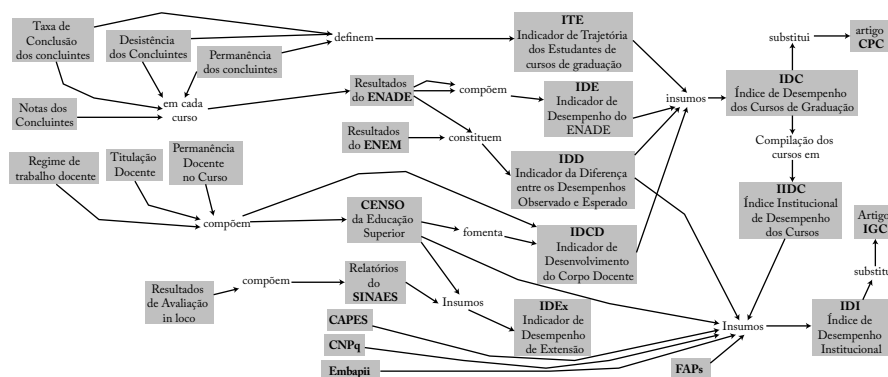 Taxa de
Conclusão
dos concluintes
Desistência
dos Concluintes
Permanência
dos concluintes
definem
ITE
Indicador de Trajetória
dos Estudantes de
cursos de graduação
substitui
artigo
CPC
Notas dos
Concluintes
em cada
curso
Resultados
do ENADE
compõem
IDE
Indicador de
Desempenho do
ENADE
insumos
IDC
Índice de Desempenho
dos Cursos de Graduação
Resultados
do ENEM
constituem
Compilação dos
cursos em
Regime de
trabalho docente
Titulação
Docente
Permanência
Docente
no Curso
IDD
Indicador da Diferença
entre os Desempenhos
Observado e Esperado
IIDC
Índice Institucional
de Desempenho
dos Cursos
compõem
CENSO
da Educação
Superior
fomenta
IDCD
Indicador de
Desenvolvimento
do Corpo Docente
Artigo
IGC
substitui
Resultados
de Avaliação
in loco
compõem
Relatórios
do
SINAES
Insumos
IDEx
Indicador de
Desempenho
de Extensão
Insumos
IDI
Índice de
Desempenho
Institucional
CAPES
CNPq
Embapii
FAPs